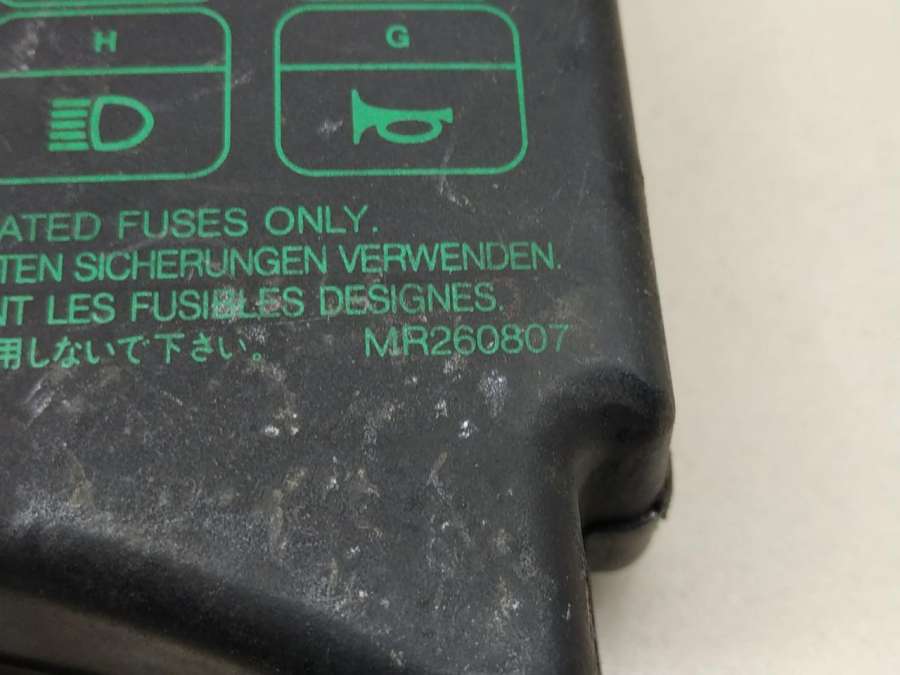 H G
ATED FUSES ONLY.
TEN SICHERUNGEN VERWENDEN.
NT LES FUSIBLES DESIGNES.
用しないで下さい。 MR260807